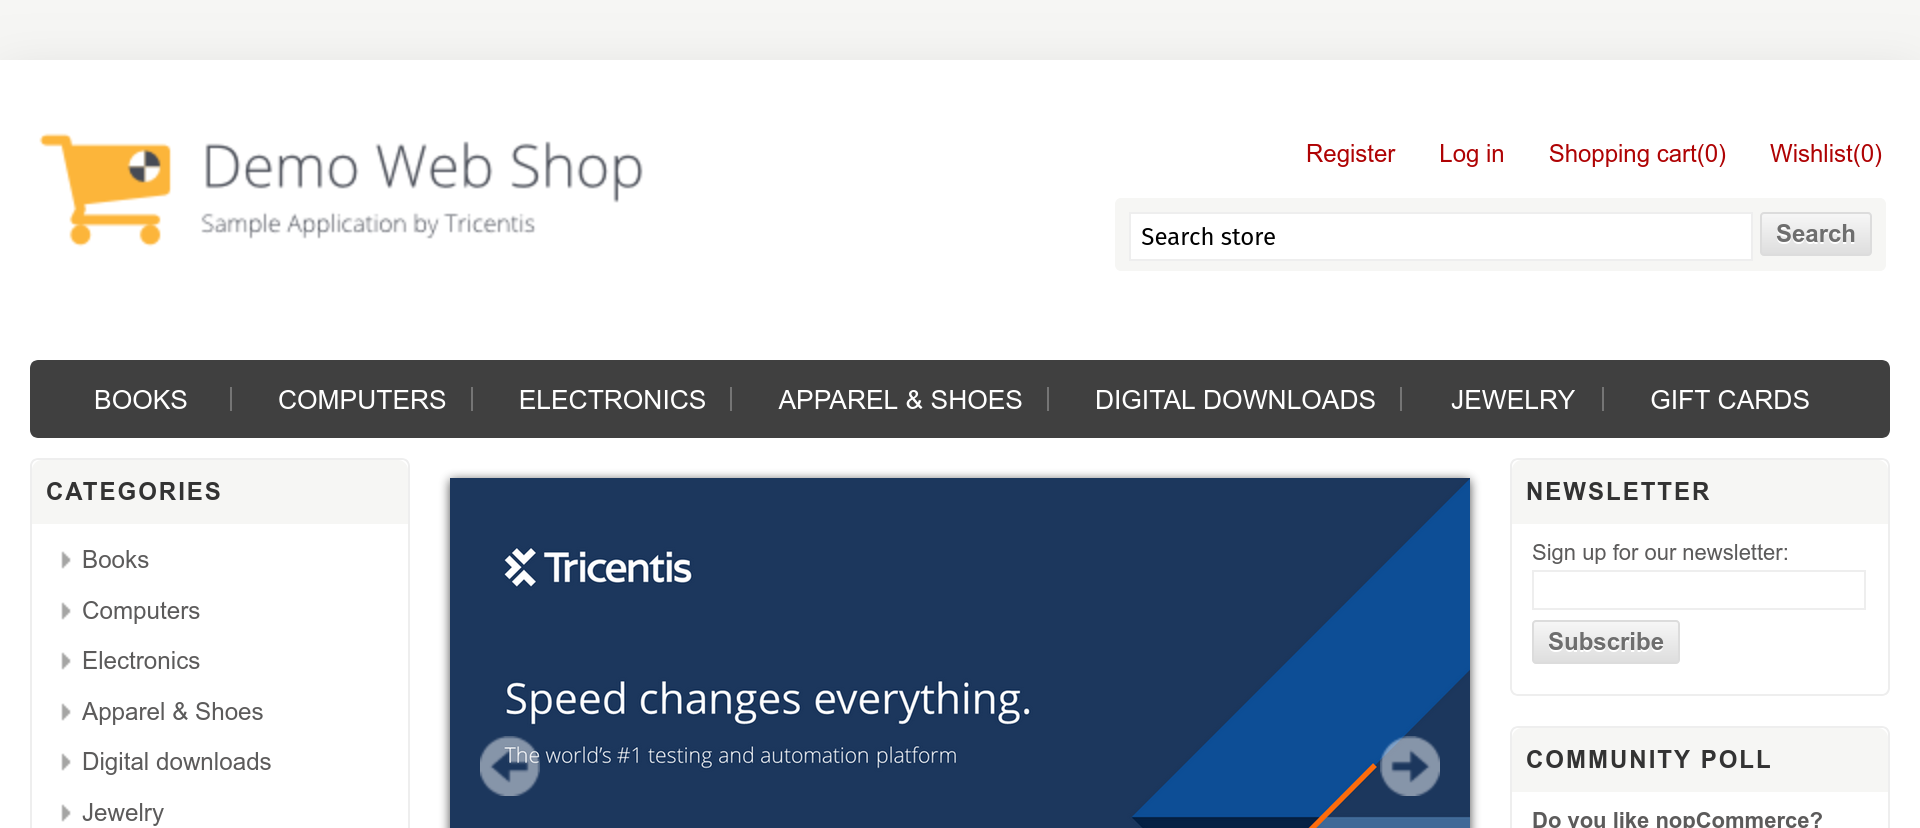 Demo Web Shop
Sample Application by Tricentis
Register Log in Shopping cart(0) Wishlist(0)
Search store Search
BOOKS COMPUTERS ELECTRONICS APPAREL & SHOES DIGITAL DOWNLOADS JEWELRY GIFT CARDS
CATEGORIES
Books
Computers
Electronics
Apparel & Shoes
Digital downloads
Jewelry
Tricentis
Speed changes everything.
The world's #1 testing and automation platform
NEWSLETTER
Sign up for our newsletter:
Subscribe
COMMUNITY POLL
Do you like nopCommerce?